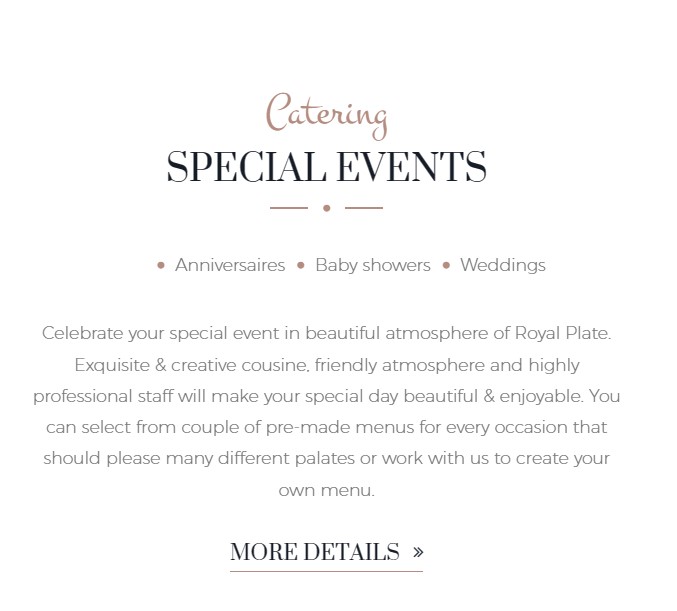 Catering
SPECIAL EVENTS
• Anniversaires • Baby showers • Weddings
Celebrate your special event in beautiful atmosphere of Royal Plate.
Exquisite & creative cousine, friendly atmosphere and highly
professional staff will make your special day beautiful & enjoyable. You
can select from couple of pre-made menus for every occasion that
should please many different palates or work with us to create your
own menu.
MORE DETAILS »